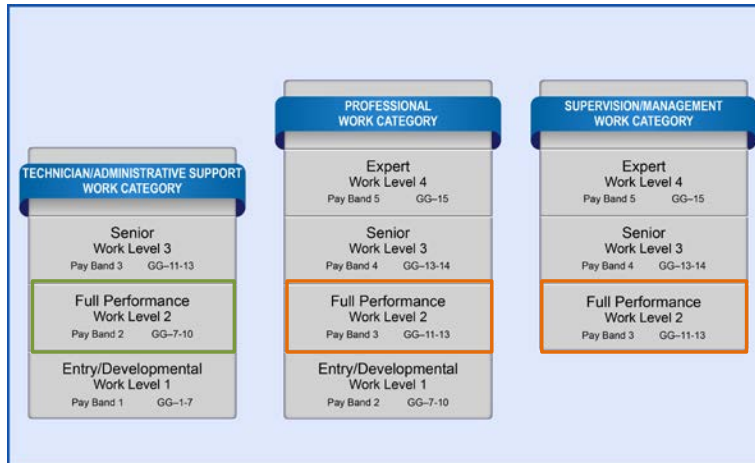 TECHNICIAN/ADMINISTRATIVE SUPPORT
WORK CATEGORY
Senior
Work Level 3
Pay Band 3 GG–11-13
Full Performance
Work Level 2
Pay Band 2 GG–7-10
Entry/Developmental
Work Level 1
Pay Band 1 GG–1-7
PROFESSIONAL
WORK CATEGORY
Expert
Work Level 4
Pay Band 5 GG–15
Senior
Work Level 3
Pay Band 4 GG–13-14
Full Performance
Work Level 2
Pay Band 3 GG–11-13
Entry/Developmental
Work Level 1
Pay Band 2 GG–7-10
SUPERVISION/MANAGEMENT
WORK CATEGORY
Expert
Work Level 4
Pay Band 5 GG–15
Senior
Work Level 3
Pay Band 4 GG–13-14
Full Performance
Work Level 2
Pay Band 3 GG–11-13